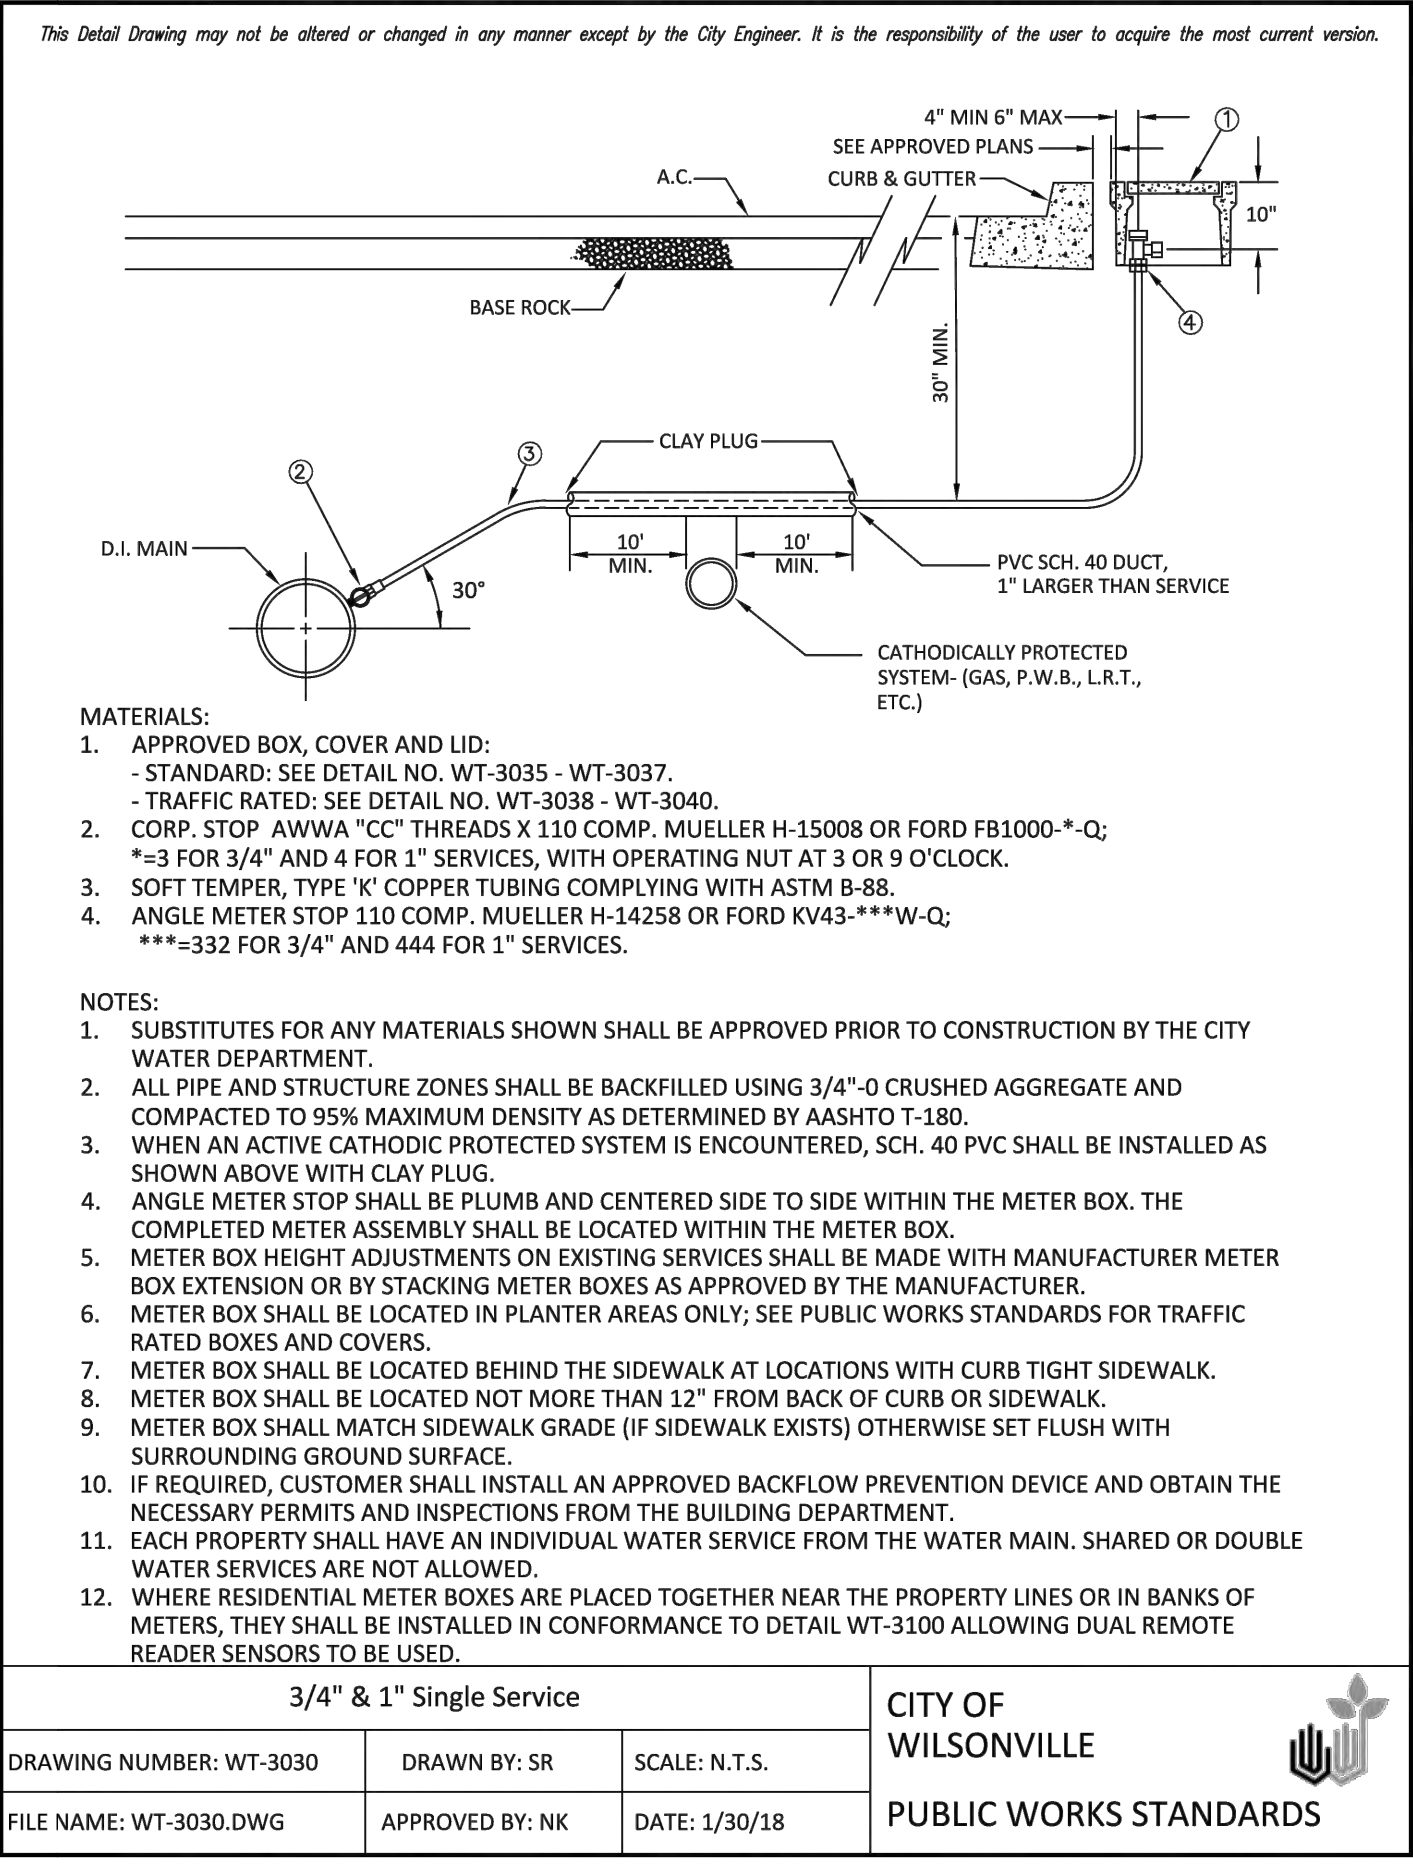 This Detail Drawing may not be altered or changed in any manner except by the City Engineer. It is the responsibility of the user to acquire the most current version.
4" MIN 6" MAX
1
SEE APPROVED PLANS
A.C.
CURB & GUTTER
10"
BASE ROCK
4
30" MIN.
CLAY PLUG
3
2
D.I. MAIN
10'
MIN.
10'
MIN.
30°
PVC SCH. 40 DUCT,
1" LARGER THAN SERVICE
CATHODICALLY PROTECTED
SYSTEM- (GAS, P.W.B., L.R.T.,
ETC.)
MATERIALS:
1. APPROVED BOX, COVER AND LID:
- STANDARD: SEE DETAIL NO. WT-3035 - WT-3037.
- TRAFFIC RATED: SEE DETAIL NO. WT-3038 - WT-3040.
2. CORP. STOP AWWA "CC" THREADS X 110 COMP. MUELLER H-15008 OR FORD FB1000-*-Q;
*=3 FOR 3/4" AND 4 FOR 1" SERVICES, WITH OPERATING NUT AT 3 OR 9 O'CLOCK.
3. SOFT TEMPER, TYPE 'K' COPPER TUBING COMPLYING WITH ASTM B-88.
4. ANGLE METER STOP 110 COMP. MUELLER H-14258 OR FORD KV43-***W-Q;
***=332 FOR 3/4" AND 444 FOR 1" SERVICES.
NOTES:
1. SUBSTITUTES FOR ANY MATERIALS SHOWN SHALL BE APPROVED PRIOR TO CONSTRUCTION BY THE CITY
WATER DEPARTMENT.
2. ALL PIPE AND STRUCTURE ZONES SHALL BE BACKFILLED USING 3/4"-0 CRUSHED AGGREGATE AND
COMPACTED TO 95% MAXIMUM DENSITY AS DETERMINED BY AASHTO T-180.
3. WHEN AN ACTIVE CATHODIC PROTECTED SYSTEM IS ENCOUNTERED, SCH. 40 PVC SHALL BE INSTALLED AS
SHOWN ABOVE WITH CLAY PLUG.
4. ANGLE METER STOP SHALL BE PLUMB AND CENTERED SIDE TO SIDE WITHIN THE METER BOX. THE
COMPLETED METER ASSEMBLY SHALL BE LOCATED WITHIN THE METER BOX.
5. METER BOX HEIGHT ADJUSTMENTS ON EXISTING SERVICES SHALL BE MADE WITH MANUFACTURER METER
BOX EXTENSION OR BY STACKING METER BOXES AS APPROVED BY THE MANUFACTURER.
6. METER BOX SHALL BE LOCATED IN PLANTER AREAS ONLY; SEE PUBLIC WORKS STANDARDS FOR TRAFFIC
RATED BOXES AND COVERS.
7. METER BOX SHALL BE LOCATED BEHIND THE SIDEWALK AT LOCATIONS WITH CURB TIGHT SIDEWALK.
8. METER BOX SHALL BE LOCATED NOT MORE THAN 12" FROM BACK OF CURB OR SIDEWALK.
9. METER BOX SHALL MATCH SIDEWALK GRADE (IF SIDEWALK EXISTS) OTHERWISE SET FLUSH WITH
SURROUNDING GROUND SURFACE.
10. IF REQUIRED, CUSTOMER SHALL INSTALL AN APPROVED BACKFLOW PREVENTION DEVICE AND OBTAIN THE
NECESSARY PERMITS AND INSPECTIONS FROM THE BUILDING DEPARTMENT.
11. EACH PROPERTY SHALL HAVE AN INDIVIDUAL WATER SERVICE FROM THE WATER MAIN. SHARED OR DOUBLE
WATER SERVICES ARE NOT ALLOWED.
12. WHERE RESIDENTIAL METER BOXES ARE PLACED TOGETHER NEAR THE PROPERTY LINES OR IN BANKS OF
METERS, THEY SHALL BE INSTALLED IN CONFORMANCE TO DETAIL WT-3100 ALLOWING DUAL REMOTE
READER SENSORS TO BE USED.
3/4" & 1" Single Service
DRAWING NUMBER: WT-3030
DRAWN BY: SR
SCALE: N.T.S.
FILE NAME: WT-3030.DWG
APPROVED BY: NK
DATE: 1/30/18
CITY OF
WILSONVILLE
PUBLIC WORKS STANDARDS